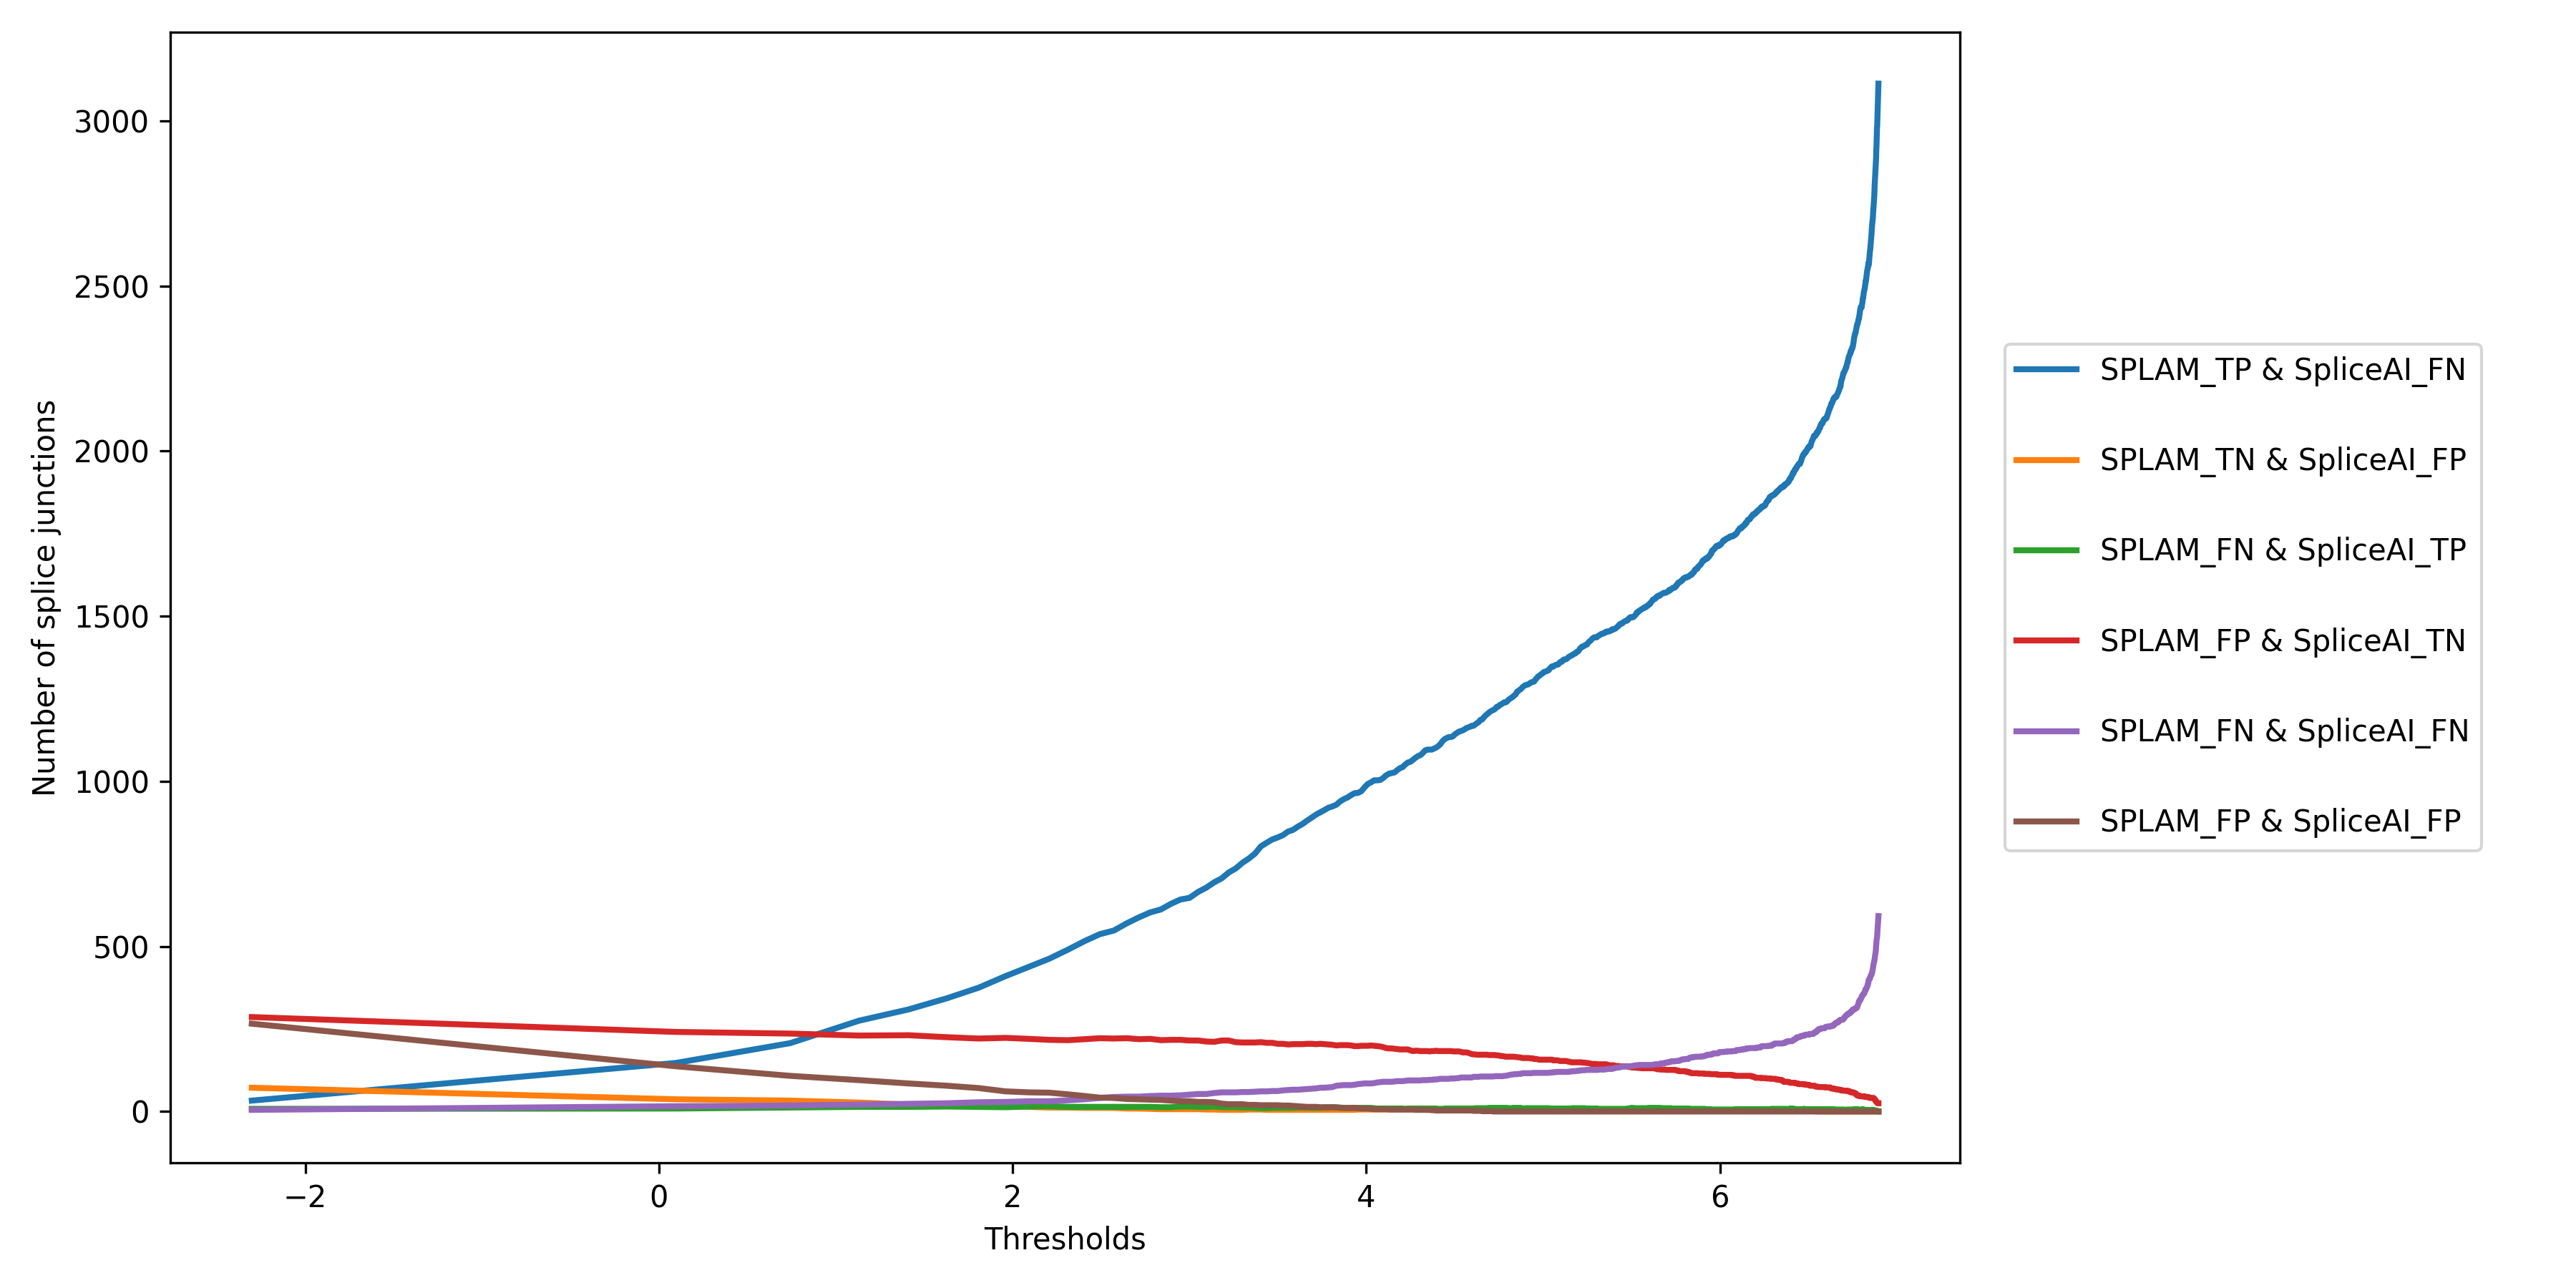 3000
2500
2000
1500
1000
500
0
Number of splice junctions
−2
0
2
4
6
Thresholds
SPLAM_TP & SpliceAI_FN
SPLAM_TN & SpliceAI_FP
SPLAM_FN & SpliceAI_TP
SPLAM_FP & SpliceAI_TN
SPLAM_FN & SpliceAI_FN
SPLAM_FP & SpliceAI_FP